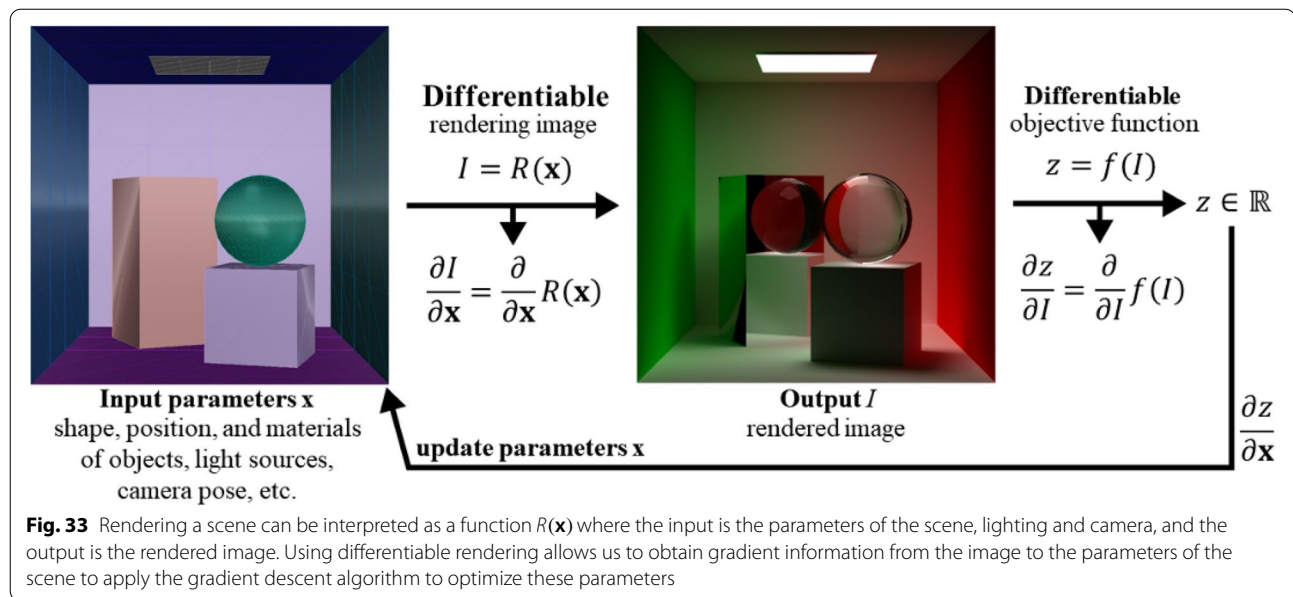 Differentiable
rendering image
I = R(x)
∂I/∂x = ∂/∂x R(x)
Differentiable
objective function
z = f(I)
z ∈ ℝ
∂z/∂I = ∂/∂I f(I)
Input parameters x
shape, position, and materials
of objects, light sources,
camera pose, etc.
Output I
rendered image
update parameters x
∂z/∂x
Fig. 33 Rendering a scene can be interpreted as a function R(x) where the input is the parameters of the scene, lighting and camera, and the
output is the rendered image. Using differentiable rendering allows us to obtain gradient information from the image to the parameters of the
scene to apply the gradient descent algorithm to optimize these parameters